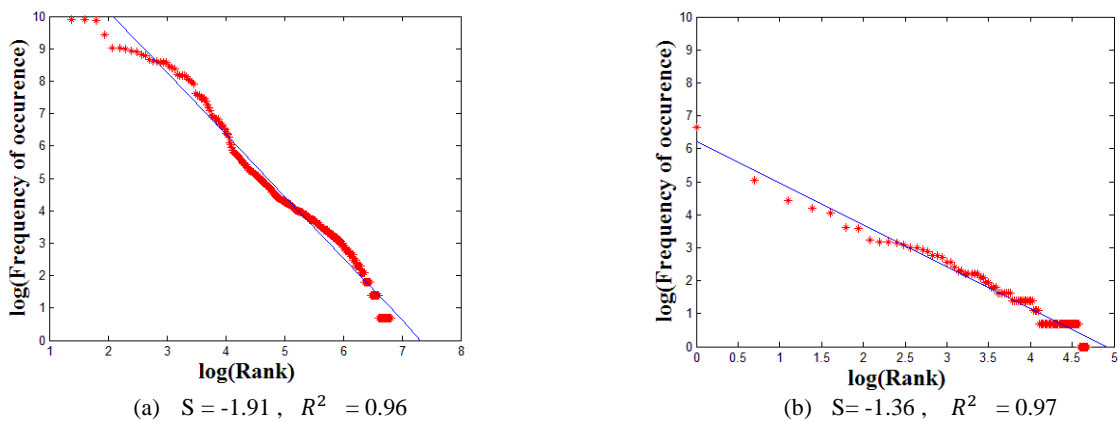 log(Frequency of occurence)
10
9
8
7
6
5
4
3
2
1
0
1 2 3 4 5 6 7 8
log(Rank)
(a) S = -1.91 , R² = 0.96
log(Frequency of occurence)
10
9
8
7
6
5
4
3
2
1
0
0 0.5 1 1.5 2 2.5 3 3.5 4 4.5 5
log(Rank)
(b) S= -1.36 , R² = 0.97